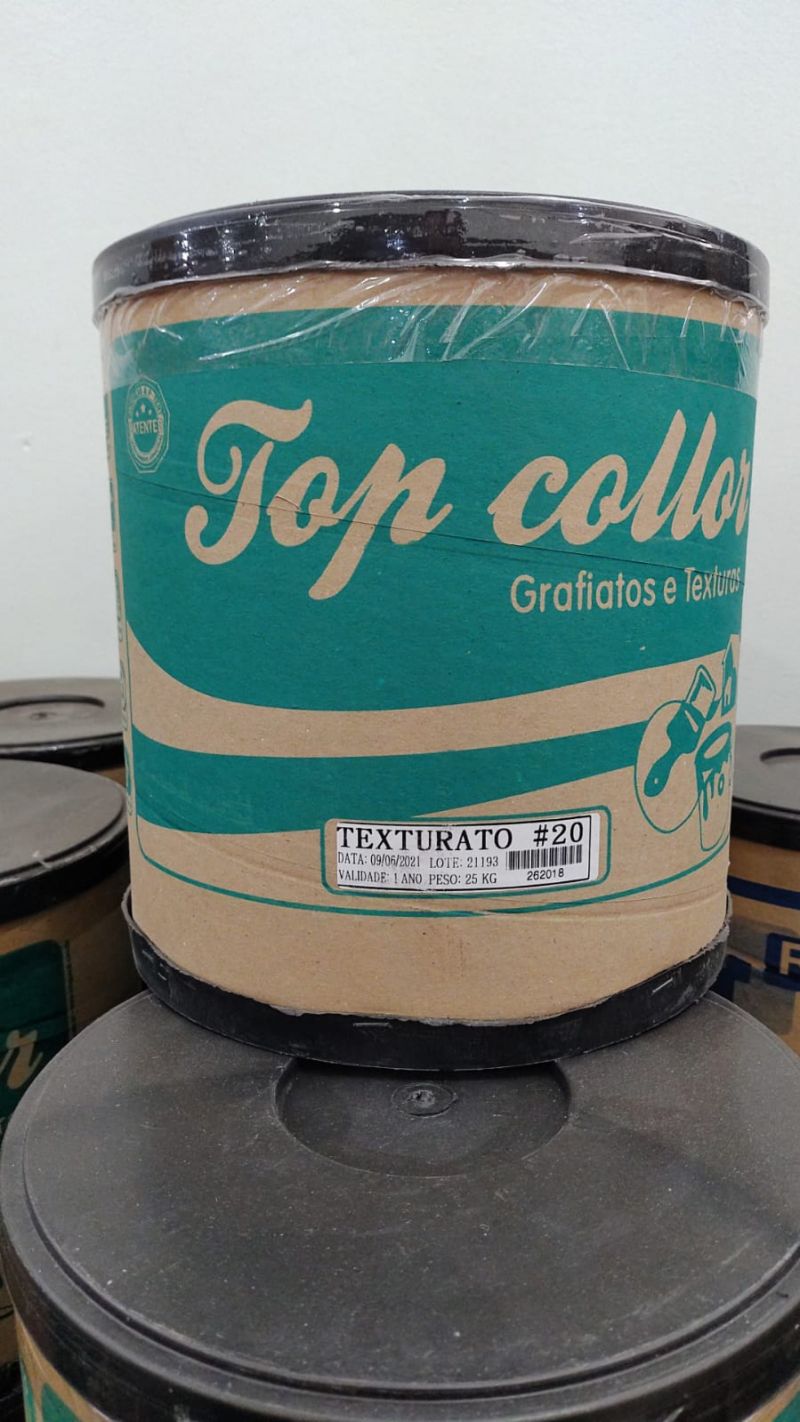 ATENTE
Top collor
Grafiatos e Texturas
TEXTURATO #20
DATA: 09/06/2021 LOTE: 21193
VALIDADE: 1 ANO PESO: 25 KG
262018